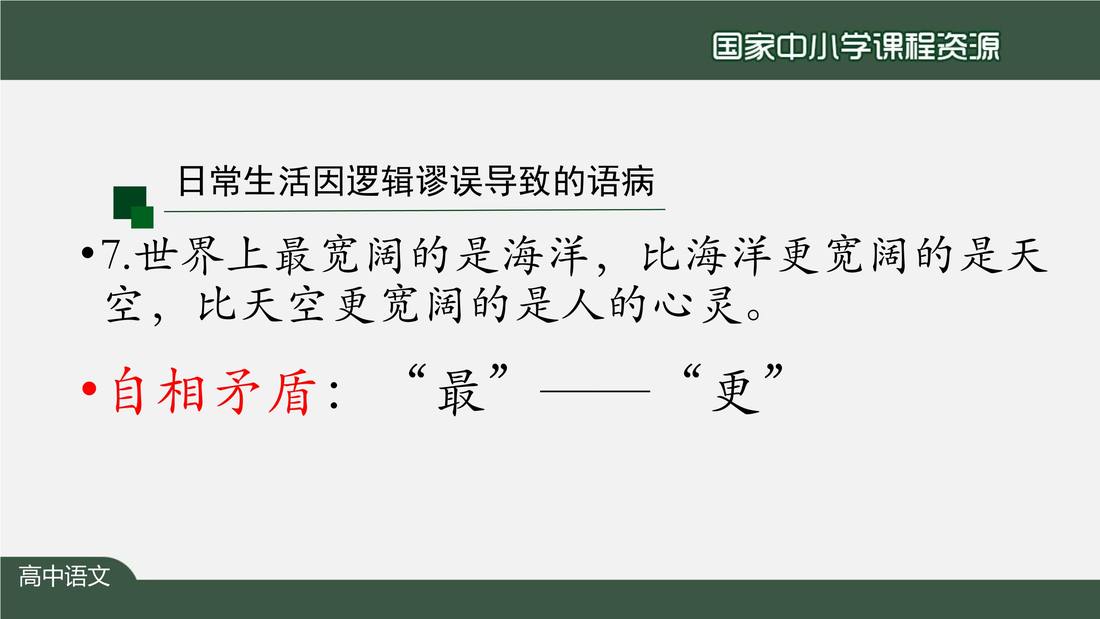 国家中小学课程资源
日常生活因逻辑谬误导致的语病
•7.世界上最宽阔的是海洋，比海洋更宽阔的是天
空，比天空更宽阔的是人的心灵。
•自相矛盾：“最”——“更”
高中语文